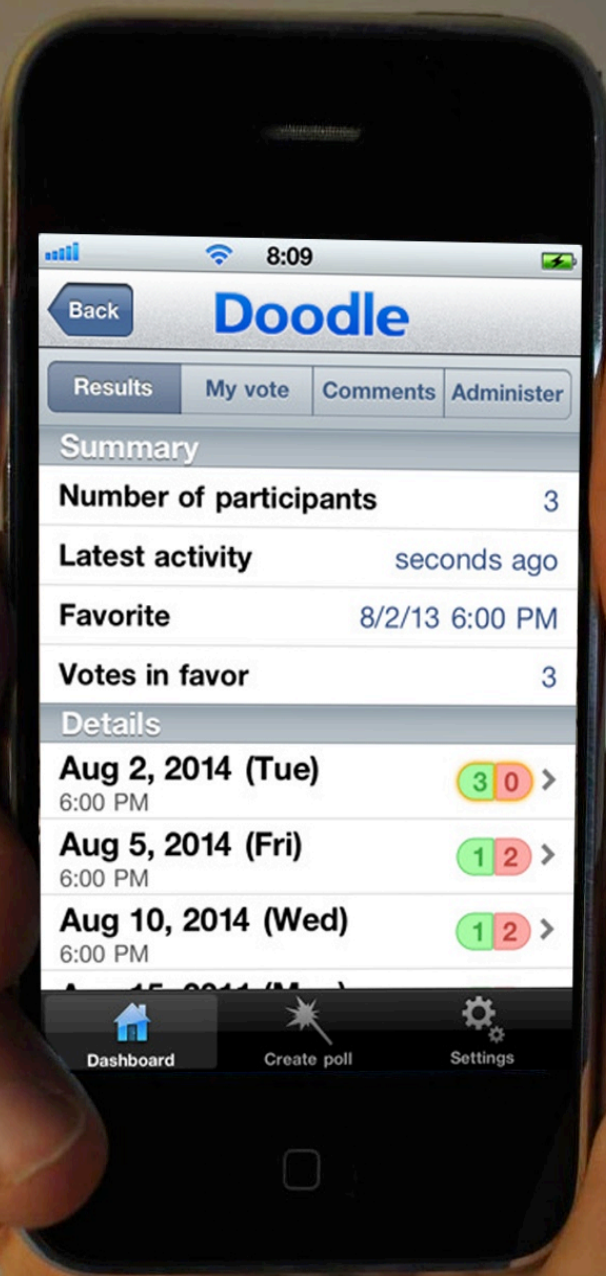 8:09
Back
Doodle
Results My vote Comments Administer
Summary
Number of participants 3
Latest activity seconds ago
Favorite 8/2/13 6:00 PM
Votes in favor 3
Details
Aug 2, 2014 (Tue) 3 0
6:00 PM
Aug 5, 2014 (Fri) 1 2
6:00 PM
Aug 10, 2014 (Wed) 1 2
6:00 PM
Dashboard Create poll Settings